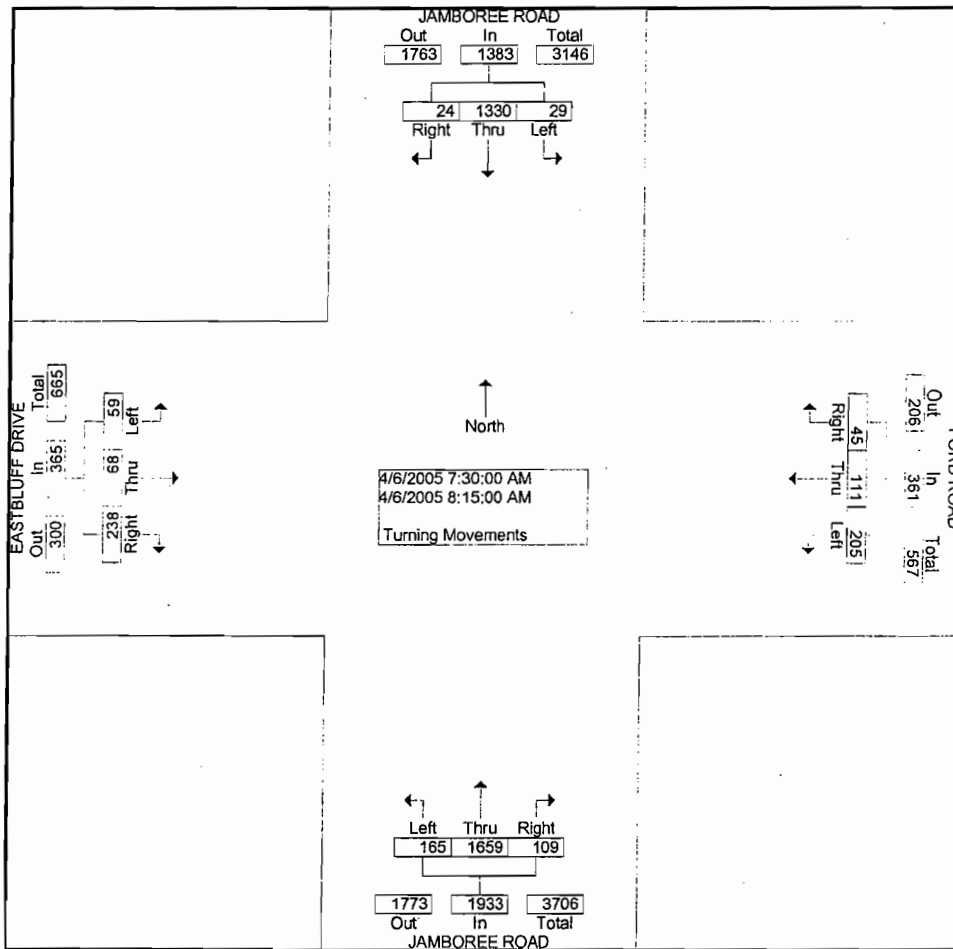 JAMBOREE ROAD
Out In Total
1763 1383 3146
24 1330 29
Right Thru Left
EASTBLUFF DRIVE
Out In Total
300 365 665
238 68 59
Right Thru Left
North
4/6/2005 7:30:00 AM
4/6/2005 8:15:00 AM
Turning Movements
Right Thru Left
45 111 205
Out In Total
206 361 567
ROAD
Left Thru Right
165 1659 109
1773 1933 3706
Out In Total
JAMBOREE ROAD